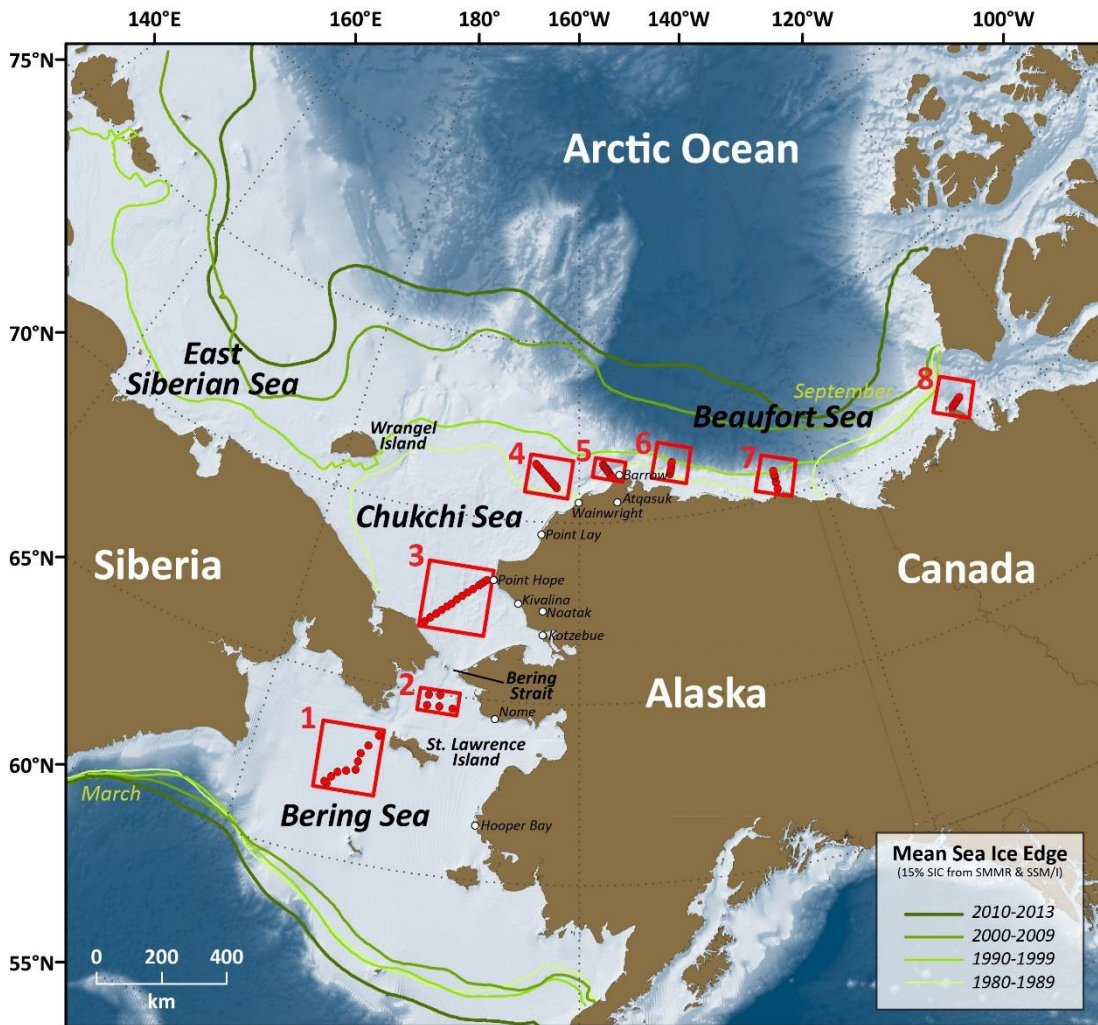 140°E 160°E 180° 160°W 140°W 120°W 100°W
75°N
70°N
65°N
60°N
55°N
Arctic Ocean
East
Siberian Sea
September
8
Beaufort Sea
Wrangel
Island
4
5
6
7
Barrow
Chukchi Sea
Atqasuk
Wainwright
Point Lay
Siberia
Canada
3
Point Hope
Kivalina
Noatak
Kotzebue
Bering
Strait
Alaska
2
Nome
1
St. Lawrence
Island
March
Bering Sea
Hooper Bay
Mean Sea Ice Edge
(15% SIC from SMMR & SSM/I)
2010-2013
2000-2009
1990-1999
1980-1989
0 200 400
km